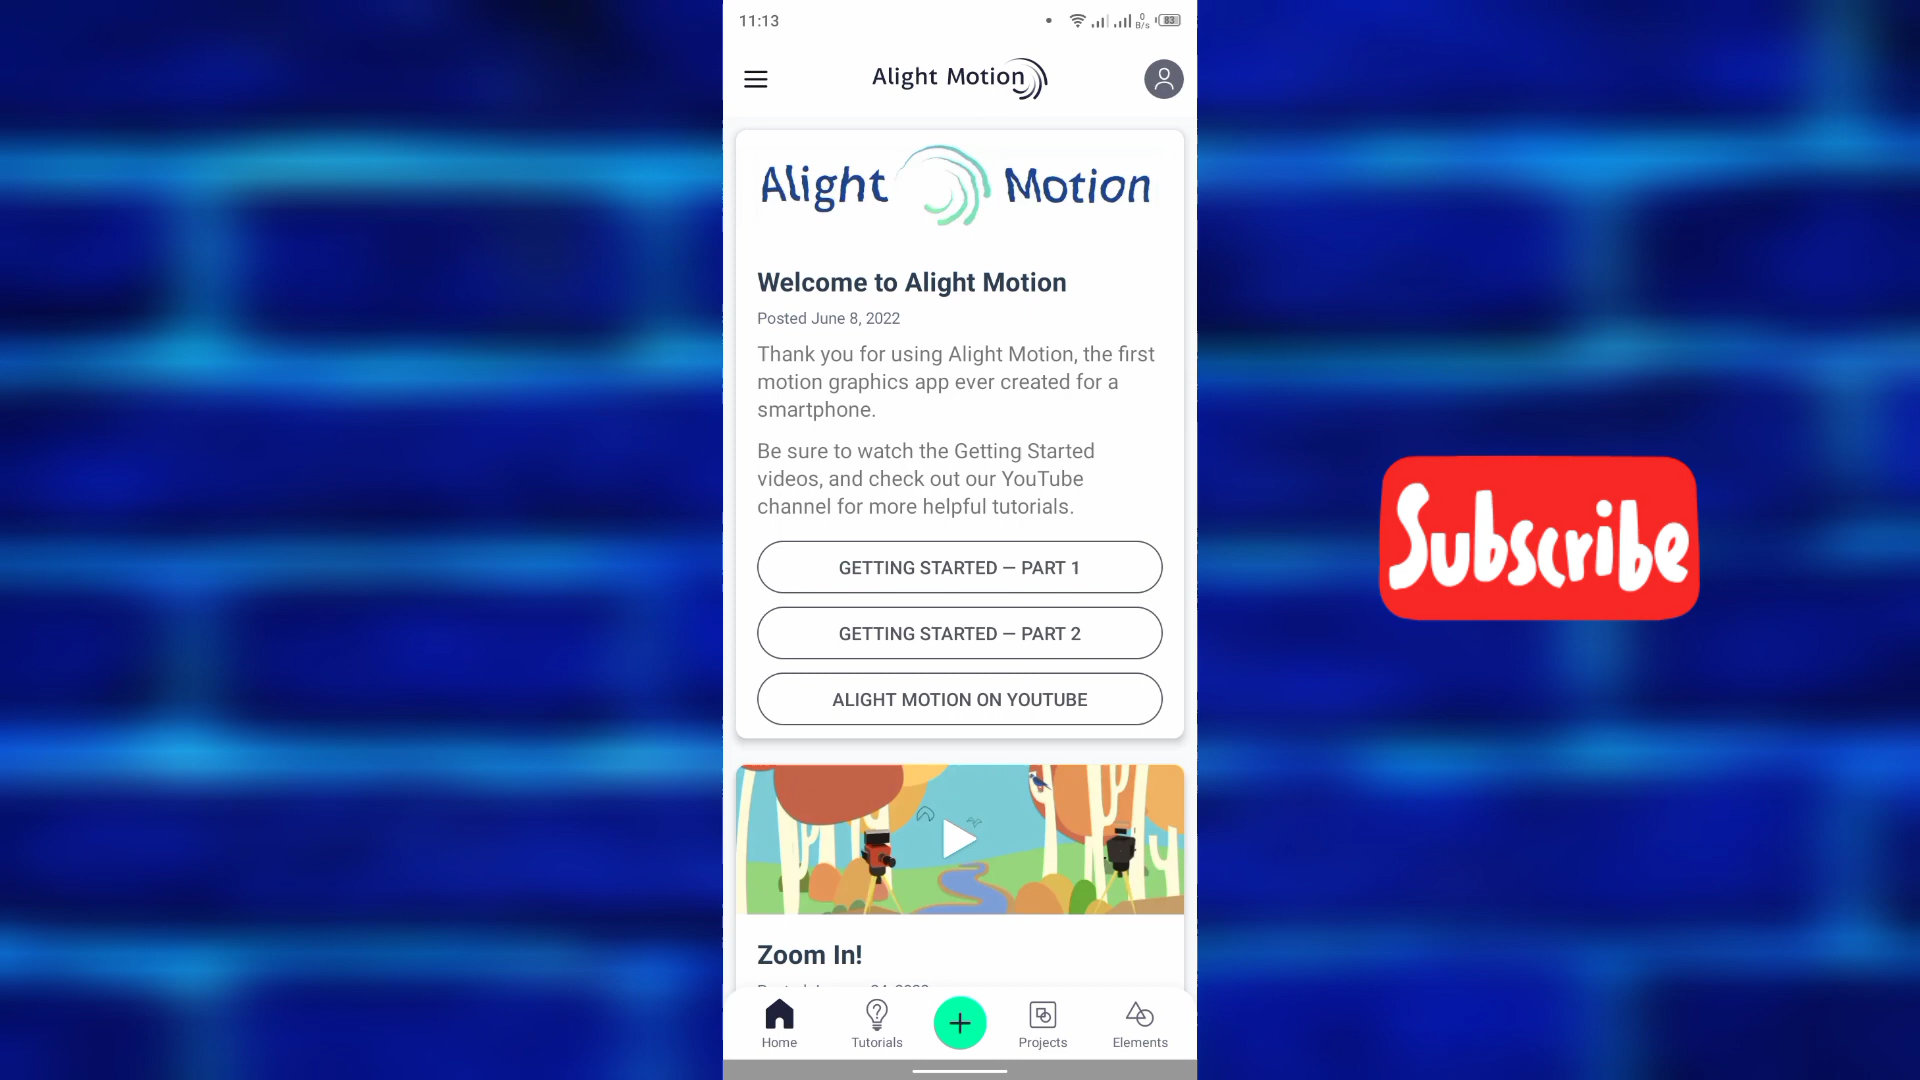 11:13
0
B/s
83
Alight Motion
Alight Motion
Welcome to Alight Motion
Posted June 8, 2022
Thank you for using Alight Motion, the first
motion graphics app ever created for a
smartphone.
Be sure to watch the Getting Started
videos, and check out our YouTube
channel for more helpful tutorials.
GETTING STARTED — PART 1
GETTING STARTED — PART 2
ALIGHT MOTION ON YOUTUBE
Subscribe
Zoom In!
Home
Tutorials
Projects
Elements